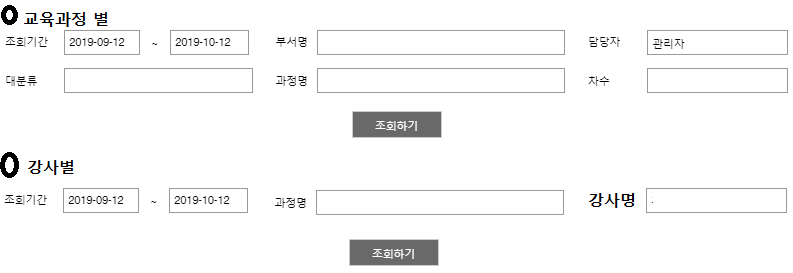 교육과정 별
조회기간 2019-09-12 ~ 2019-10-12 부서명 담당자 관리자
대분류 과정명 차수
조회하기
강사별
조회기간 2019-09-12 ~ 2019-10-12 과정명 강사명 .
조회하기